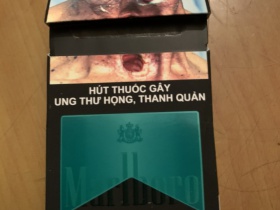 HÚT THUỐC GÂY
UNG THƯ HỌNG, THANH QUẢN
Marlboro